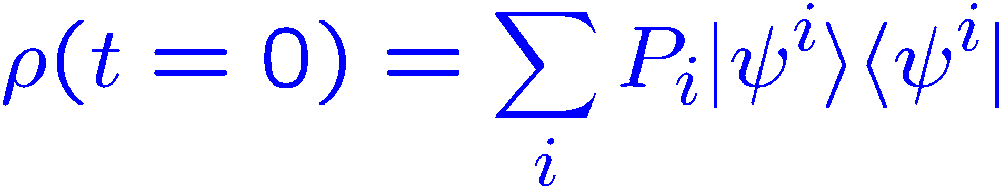 ρ(t = 0) = ∑_i P_i |ψ^i⟩⟨ψ^i|